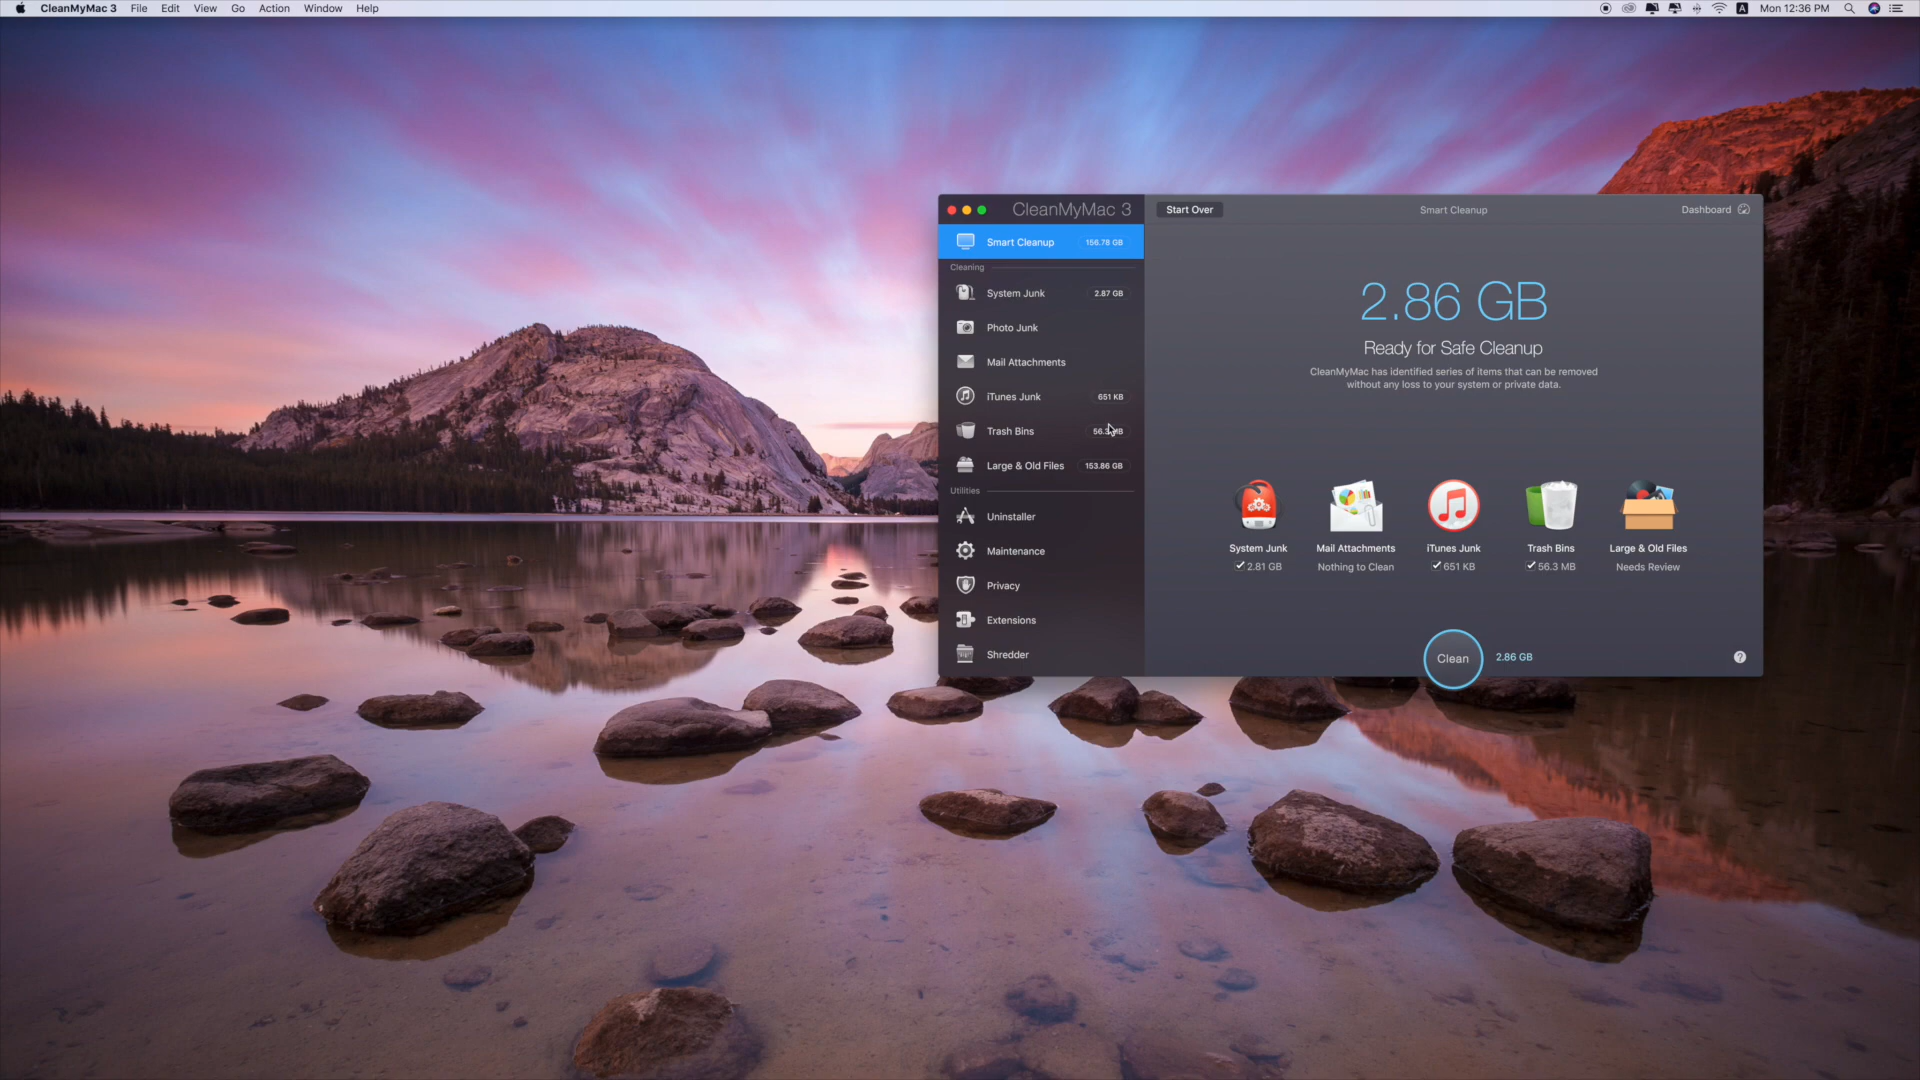 CleanMyMac 3 File Edit View Go Action Window Help
A Mon 12:36 PM
CleanMyMac 3
Start Over
Smart Cleanup
Dashboard
Smart Cleanup 156.78 GB
Cleaning
System Junk 2.87 GB
Photo Junk
Mail Attachments
iTunes Junk 651 KB
Trash Bins
Large & Old Files 153.86 GB
Utilities
Uninstaller
Maintenance
Privacy
Extensions
Shredder
2.86 GB
Ready for Safe Cleanup
CleanMyMac has identified series of items that can be removed
without any loss to your system or private data.
System Junk
2.81 GB
Mail Attachments
Nothing to Clean
iTunes Junk
651 KB
Trash Bins
56.3 MB
Large & Old Files
Needs Review
Clean
2.86 GB
?